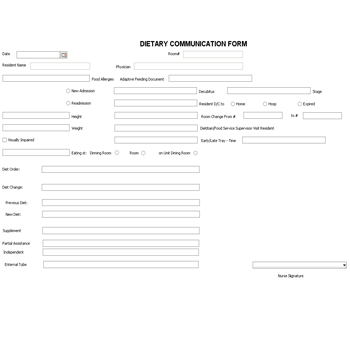 DIETARY COMMUNICATION FORM
Date Room#
Resident Name Physician
Food Allergies Adaptive Feeding Document
New Admission Decubitus Stage
Readmission Resident D/C to Home Hosp Expired
Height Room Change From # to #
Weight Dietitian/Food Service Supervisor Visit Resident
Visually Impaired Early/Late Tray - Time
Eating at: Dinning Room Room on Unit Dining Room
Diet Order:
Diet Change:
Previous Diet:
New Diet:
Supplement
Partial Assistance
Independent
Enternal Tube
Nurse Signature